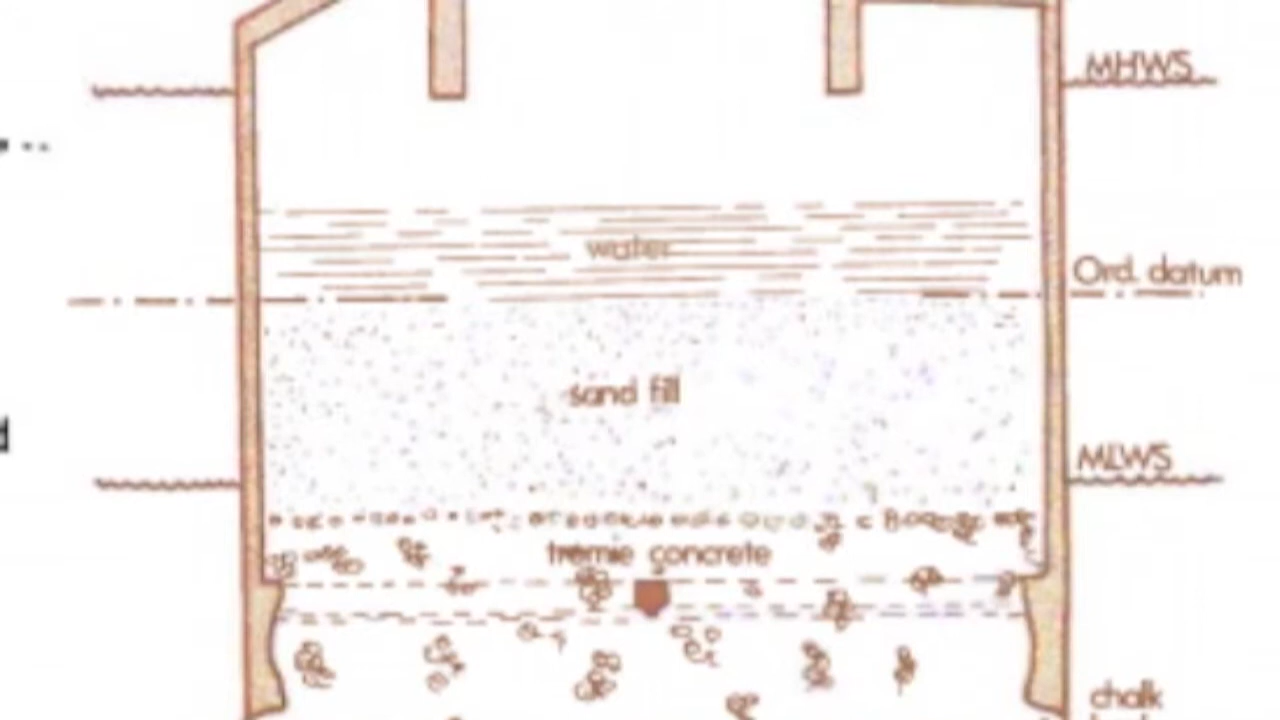 MHWS
water
Ord. datum
sand fill
MLWS
tremie concrete
chalk